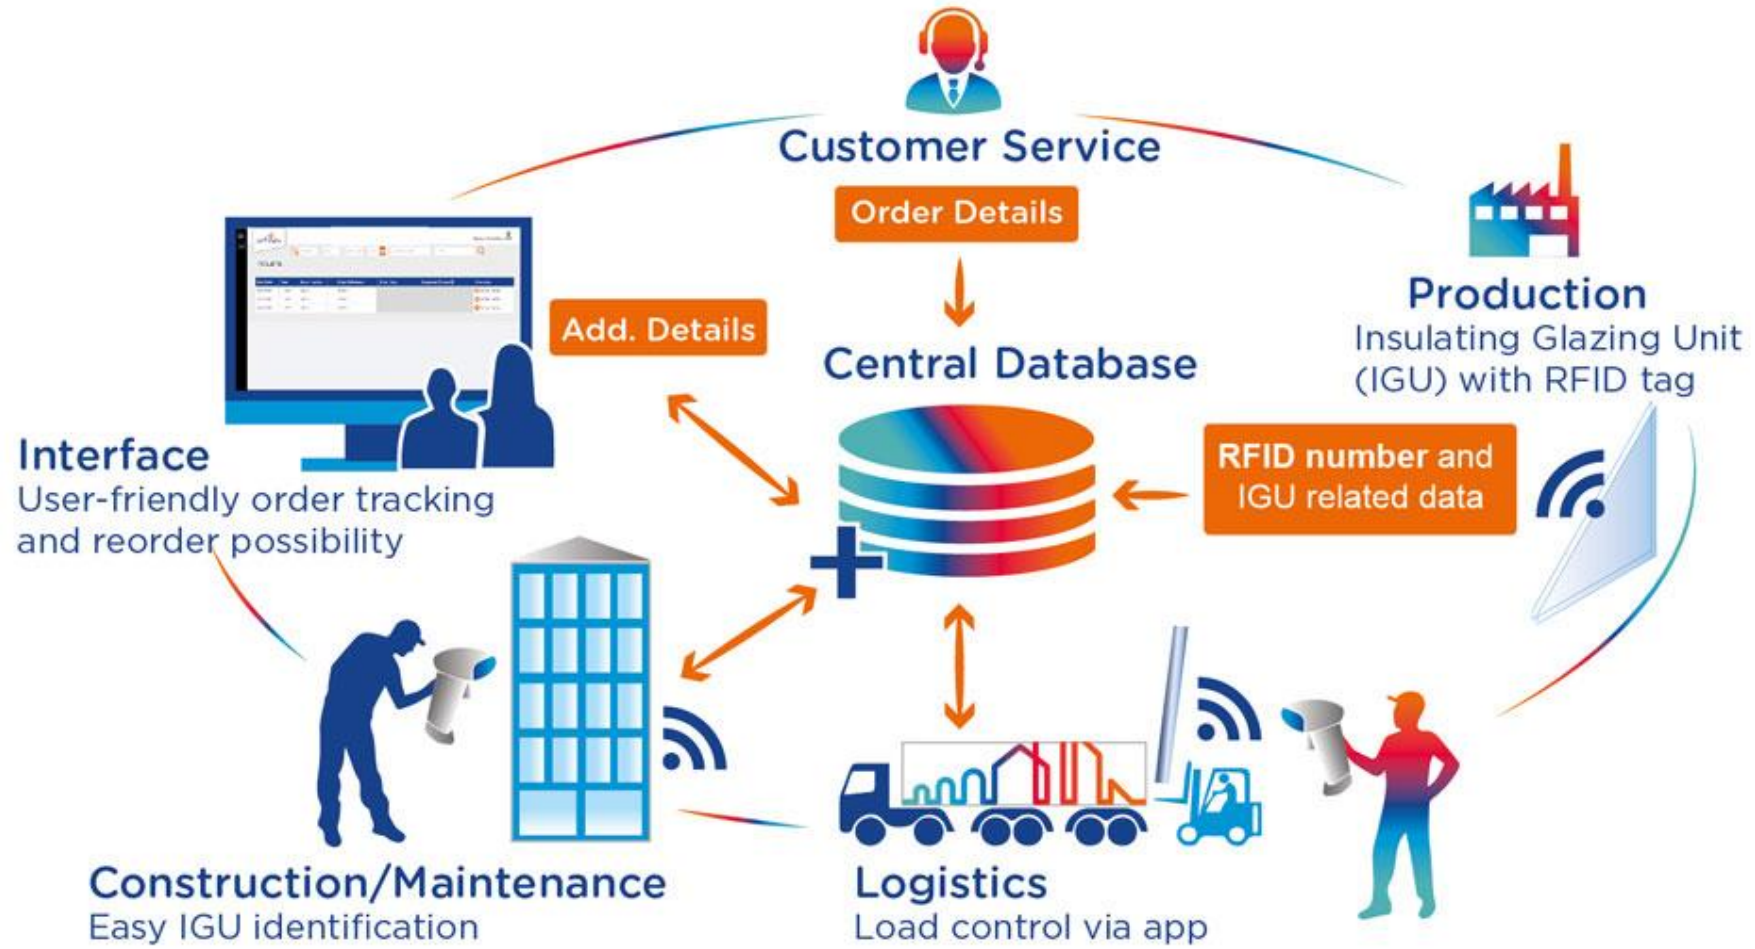 Customer Service
Order Details
Production
Insulating Glazing Unit
(IGU) with RFID tag
Add. Details
Central Database
RFID number and
IGU related data
Interface
User-friendly order tracking
and reorder possibility
Construction/Maintenance
Easy IGU identification
Logistics
Load control via app